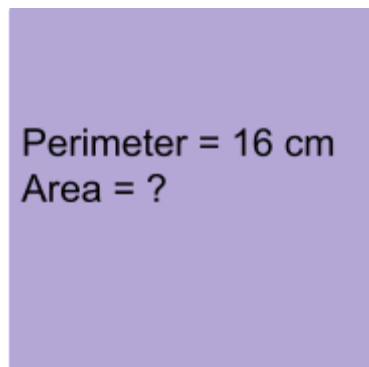 Perimeter = 16 cm
Area = ?